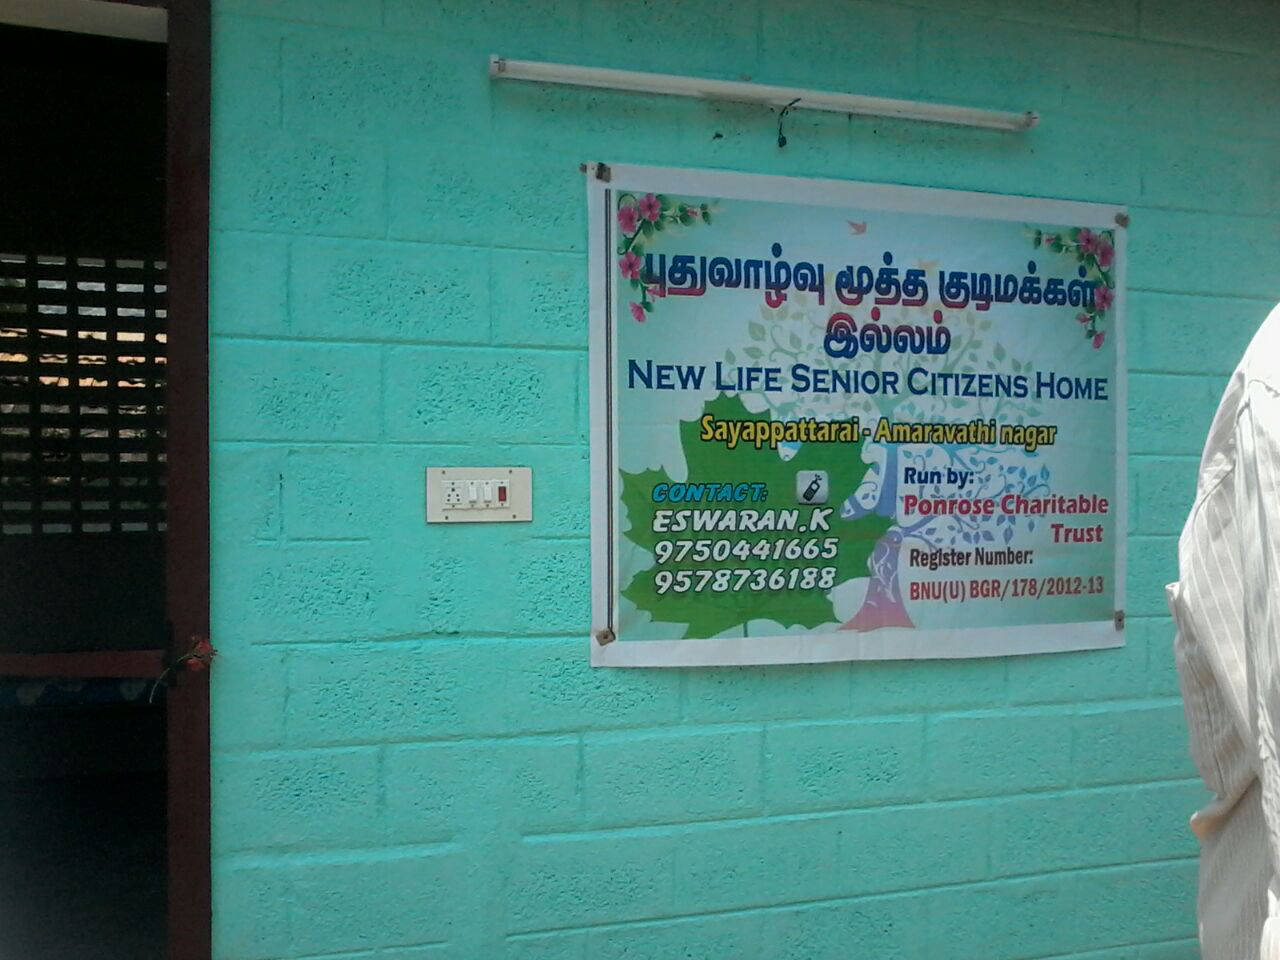 புதுவாழ்வு மூத்த குடிமக்கள்
இல்லம்
NEW LIFE SENIOR CITIZENS HOME
Sayappattarai - Amaravathi nagar
CONTACT:
ESWARAN.K
9750441665
9578736188
Run by:
Ponrose Charitable
Trust
Register Number:
BNU(U) BGR/178/2012-13